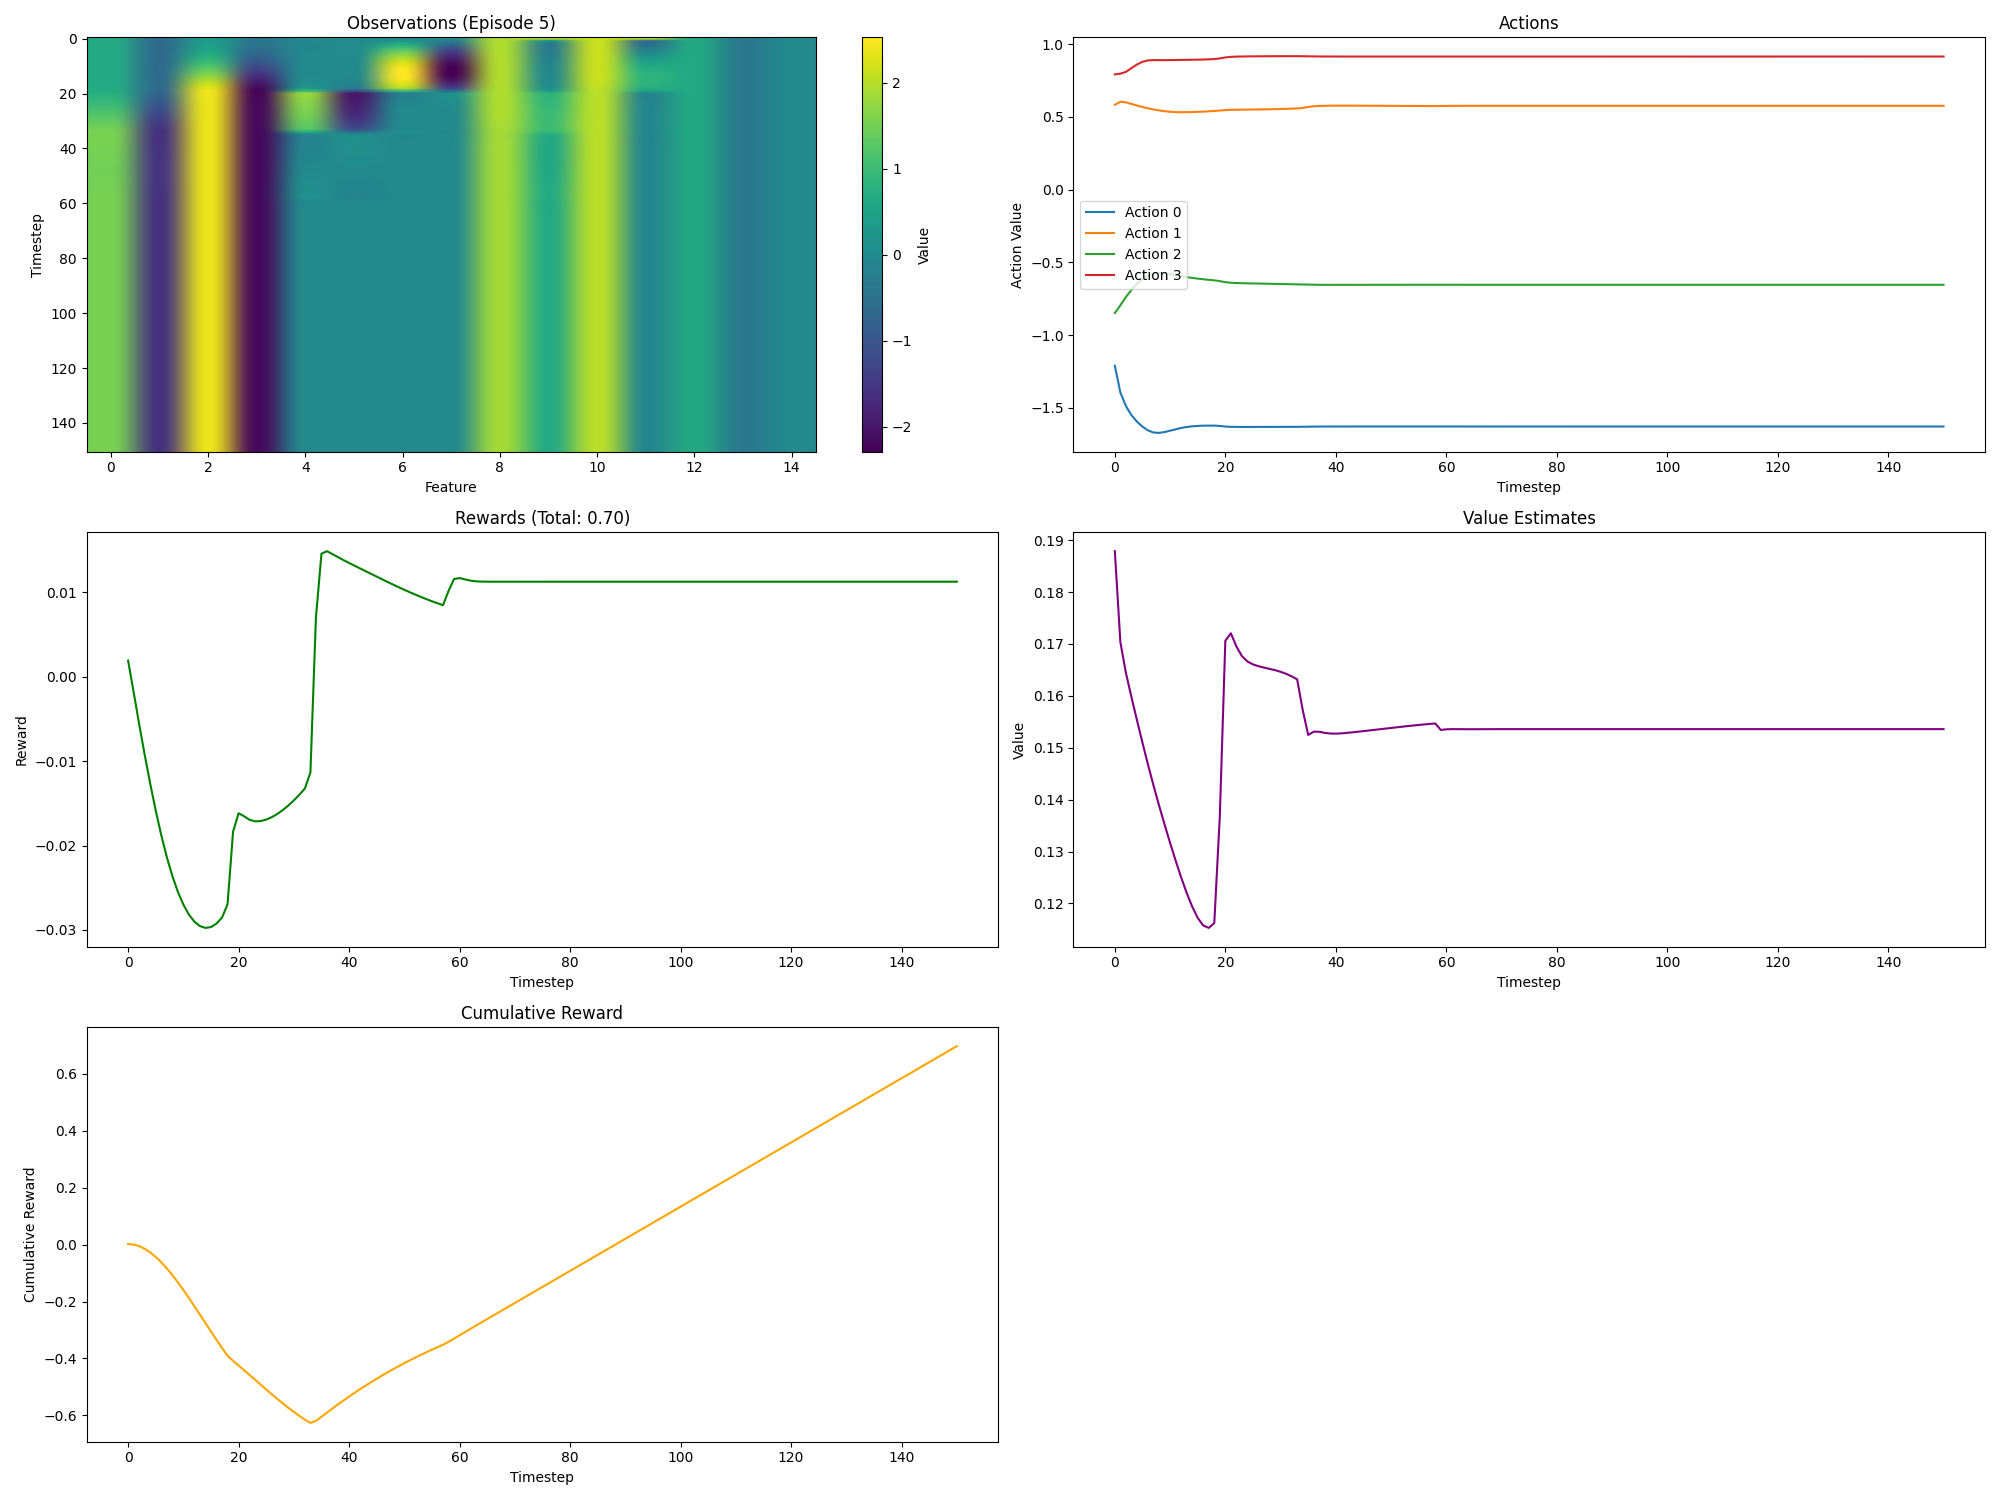 Observations (Episode 5)
0
20
40
60
80
100
120
140
Timestep
0 2 4 6 8 10 12 14
Feature
2
1
0
−1
−2
Value
Actions
1.0
0.5
0.0
−0.5
−1.0
−1.5
Action Value
Action 0
Action 1
Action 2
Action 3
0 20 40 60 80 100 120 140
Timestep
Rewards (Total: 0.70)
0.01
0.00
−0.01
−0.02
−0.03
Reward
0 20 40 60 80 100 120 140
Timestep
Value Estimates
0.19
0.18
0.17
0.16
0.15
0.14
0.13
0.12
Value
0 20 40 60 80 100 120 140
Timestep
Cumulative Reward
0.6
0.4
0.2
0.0
−0.2
−0.4
−0.6
Cumulative Reward
0 20 40 60 80 100 120 140
Timestep